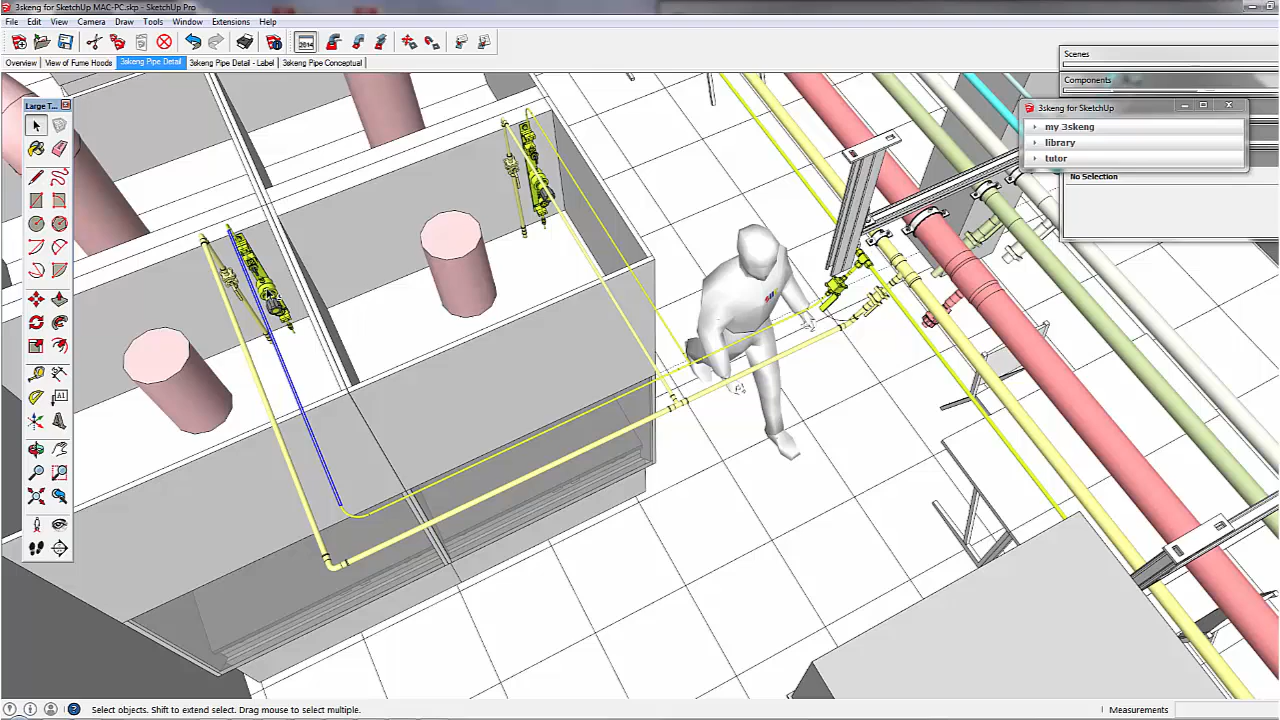 3skeng for SketchUp MAC-PC.skp - SketchUp Pro
File Edit View Camera Draw Tools Window Extensions Help
2014
Overview View of Fume Hoods 3skeng Pipe Detail 3skeng Pipe Detail - Label 3skeng Pipe Conceptual
Scenes
Components
Large T...
3skeng for SketchUp
my 3skeng
library
tutor
No Selection
A1
Select objects. Shift to extend select. Drag mouse to select multiple.
Measurements